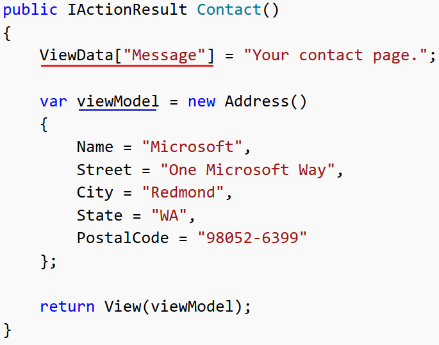 public IActionResult Contact()
{
    ViewData["Message"] = "Your contact page.";
    var viewModel = new Address()
    {
        Name = "Microsoft",
        Street = "One Microsoft Way",
        City = "Redmond",
        State = "WA",
        PostalCode = "98052-6399"
    };
    return View(viewModel);
}